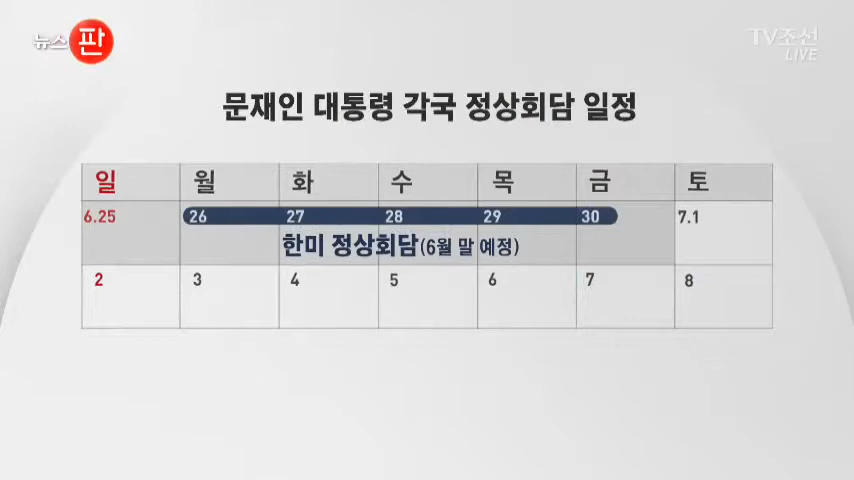 뉴스 판
TV조선
LIVE
문재인 대통령 각국 정상회담 일정
일 월 화 수 목 금 토
6.25 26 27 28 29 30 7.1
한미 정상회담(6월 말 예정)
2 3 4 5 6 7 8